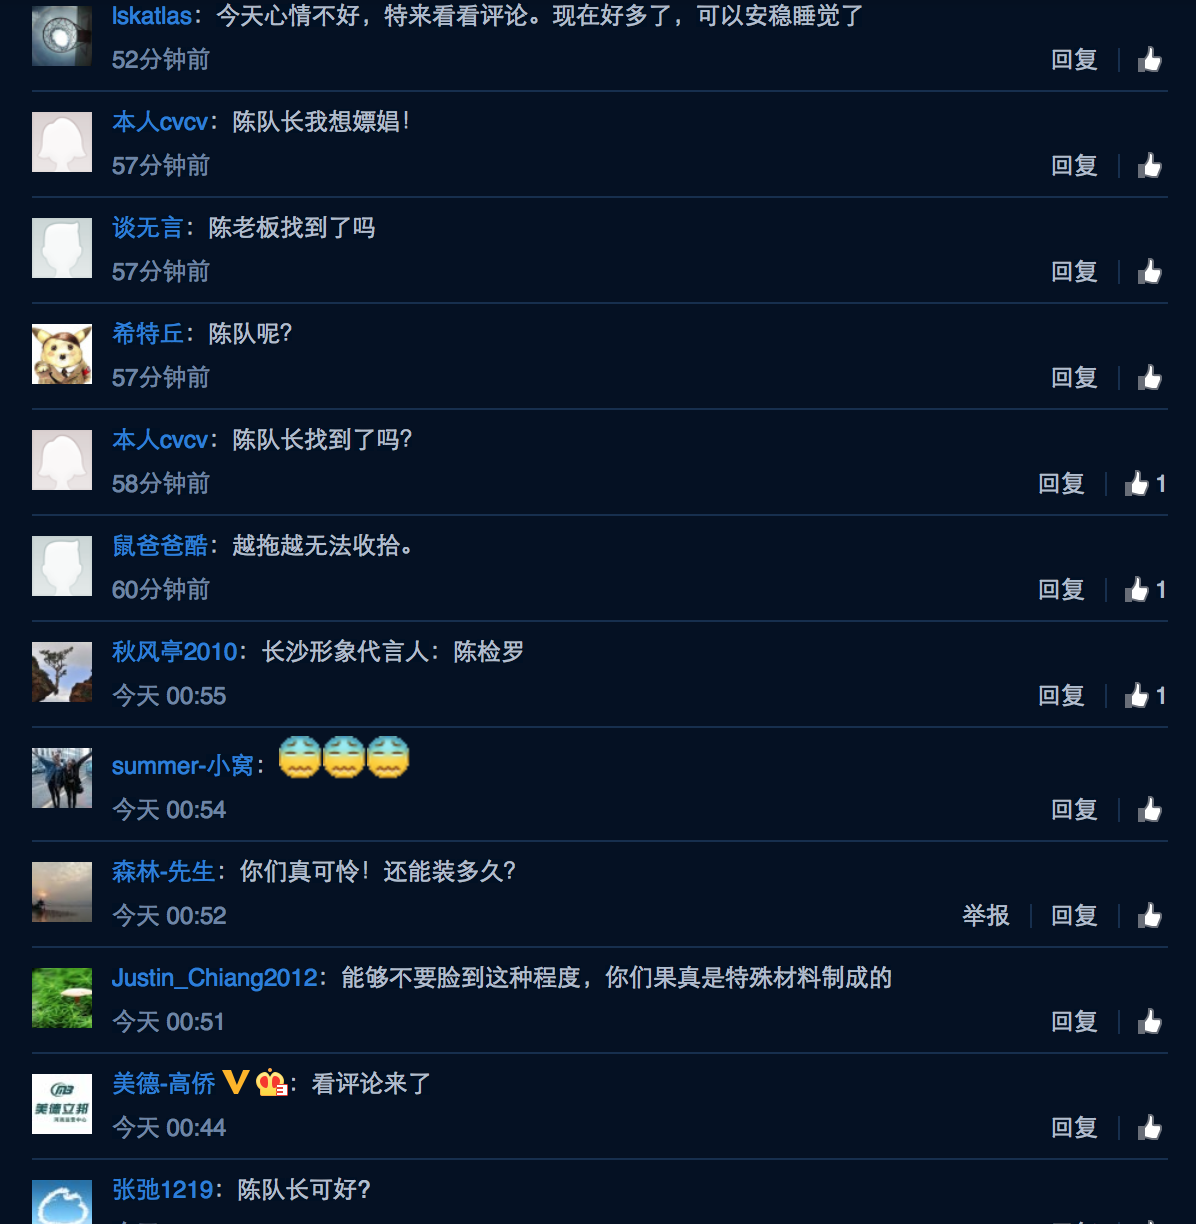 lskatlas：今天心情不好，特来看看评论。现在好多了，可以安稳睡觉了
52分钟前 回复 
本人cvcv：陈队长我想嫖娼！
57分钟前 回复
谈无言：陈老板找到了吗
57分钟前 回复
希特丘：陈队呢？
57分钟前 回复
本人cvcv：陈队长找到了吗？
58分钟前 回复 1
鼠爸爸酷：越拖越无法收拾。
60分钟前 回复 1
秋风亭2010：长沙形象代言人：陈检罗
今天 00:55 回复 1
summer-小窝：
今天 00:54 回复
森林-先生：你们真可怜！还能装多久？
今天 00:52 举报 回复
Justin_Chiang2012：能够不要脸到这种程度，你们果真是特殊材料制成的
今天 00:51 回复
美德-高侨 V：看评论来了
美德立邦
今天 00:44 回复
张弛1219：陈队长可好？